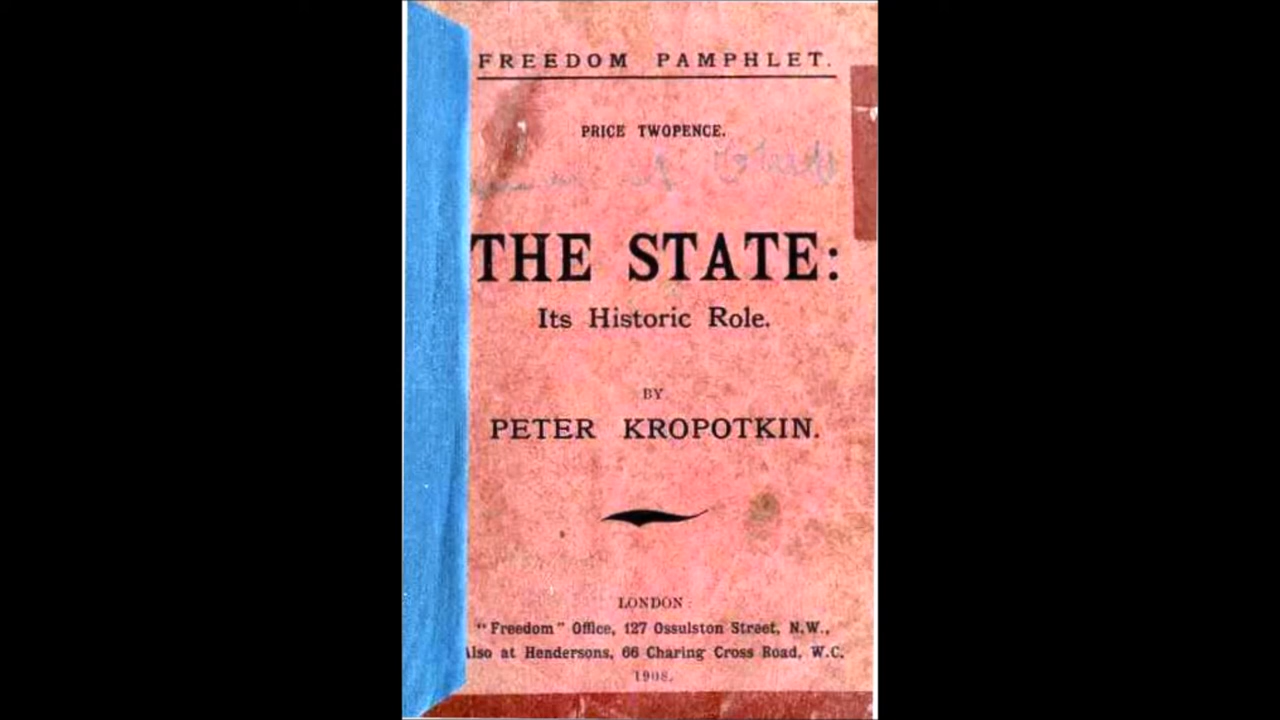 FREEDOM PAMPHLET.
PRICE TWOPENCE.
THE STATE:
Its Historic Role.
BY
PETER KROPOTKIN.
LONDON:
"Freedom" Office, 127 Ossulston Street, N.W.,
Also at Hendersons, 66 Charing Cross Road, W.C.
1908.